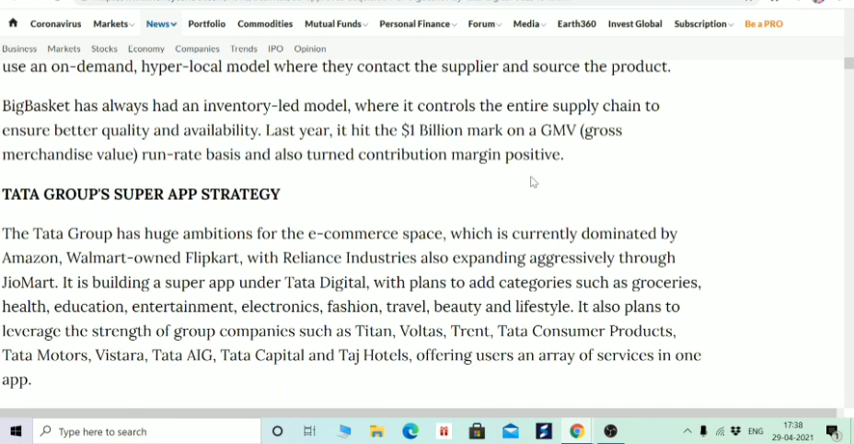 Coronavirus Markets News Portfolio Commodities Mutual Funds Personal Finance Forum Media Earth360 Invest Global Subscription Be a PRO
Business Markets Stocks Economy Companies Trends IPO Opinion
use an on-demand, hyper-local model where they contact the supplier and source the product.
BigBasket has always had an inventory-led model, where it controls the entire supply chain to
ensure better quality and availability. Last year, it hit the $1 Billion mark on a GMV (gross
merchandise value) run-rate basis and also turned contribution margin positive.
TATA GROUP'S SUPER APP STRATEGY
The Tata Group has huge ambitions for the e-commerce space, which is currently dominated by
Amazon, Walmart-owned Flipkart, with Reliance Industries also expanding aggressively through
JioMart. It is building a super app under Tata Digital, with plans to add categories such as groceries,
health, education, entertainment, electronics, fashion, travel, beauty and lifestyle. It also plans to
leverage the strength of group companies such as Titan, Voltas, Trent, Tata Consumer Products,
Tata Motors, Vistara, Tata AIG, Tata Capital and Taj Hotels, offering users an array of services in one
app.
Type here to search
ENG
17:38
29-04-2021